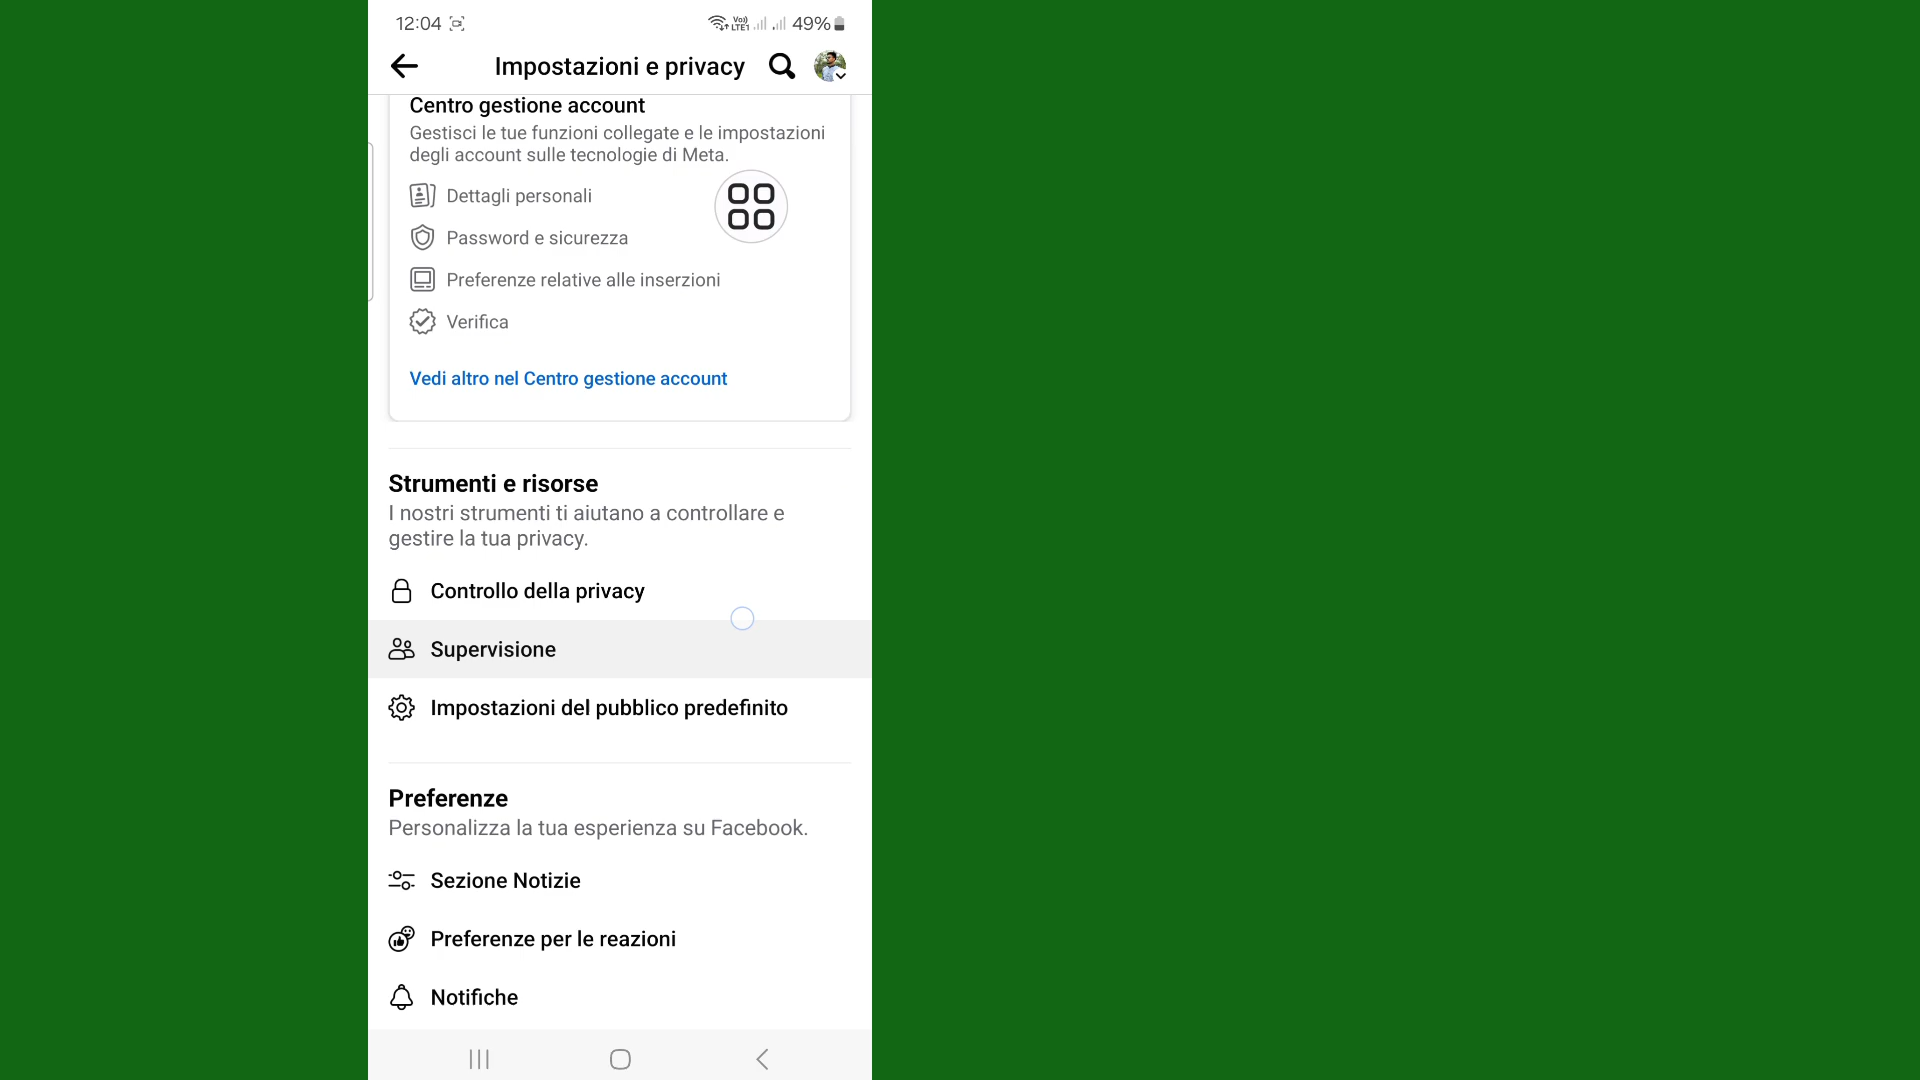 12:04
Vo)) LTE1 49%
Impostazioni e privacy
Centro gestione account
Gestisci le tue funzioni collegate e le impostazioni
degli account sulle tecnologie di Meta.
Dettagli personali
Password e sicurezza
Preferenze relative alle inserzioni
Verifica
Vedi altro nel Centro gestione account
Strumenti e risorse
I nostri strumenti ti aiutano a controllare e
gestire la tua privacy.
Controllo della privacy
Supervisione
Impostazioni del pubblico predefinito
Preferenze
Personalizza la tua esperienza su Facebook.
Sezione Notizie
Preferenze per le reazioni
Notifiche